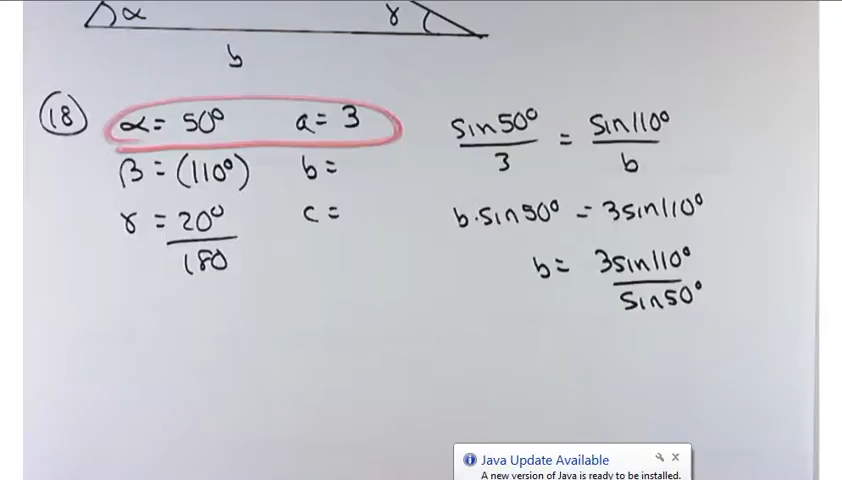 α γ
b
18 α = 50° a = 3
β = (110°) b =
γ = 20° c =
180
sin50° / 3 = sin110° / b
b·sin50° = 3sin110°
b = 3sin110° / sin50°
Java Update Available
A new version of Java is ready to be installed.